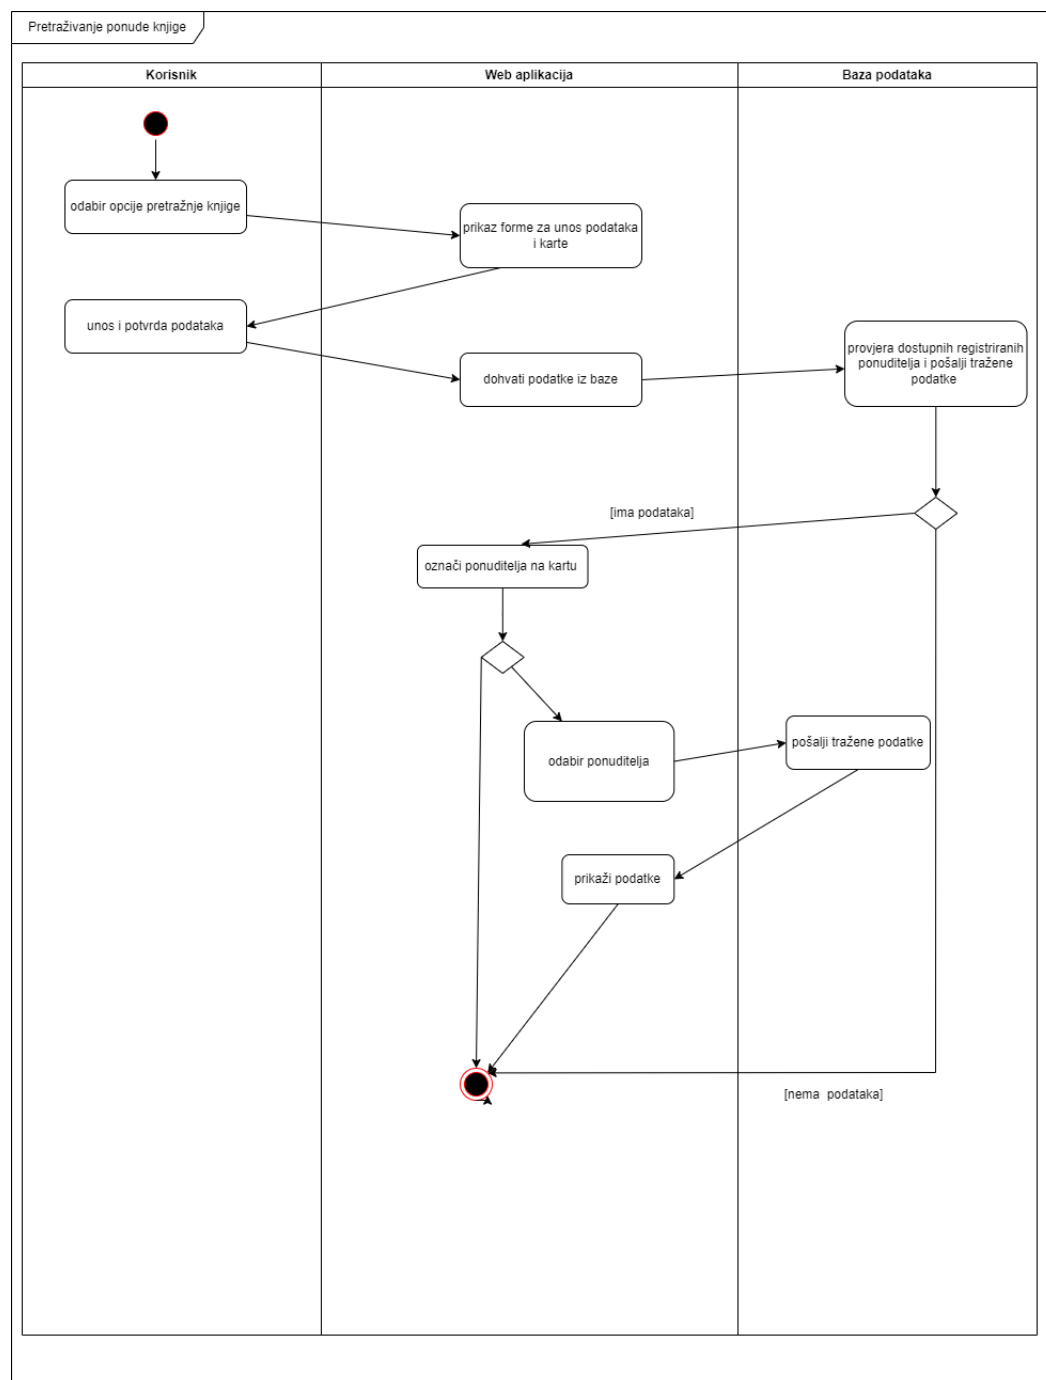 Pretraživanje ponude knjige
Korisnik
Web aplikacija
Baza podataka
odabir opcije pretražnje knjige
prikaz forme za unos podataka
i karte
unos i potvrda podataka
dohvati podatke iz baze
provjera dostupnih registriranih
ponuditelja i pošalji tražene
podatke
[ima podataka]
označi ponuditelja na kartu
odabir ponuditelja
pošalji tražene podatke
prikaži podatke
[nema  podataka]